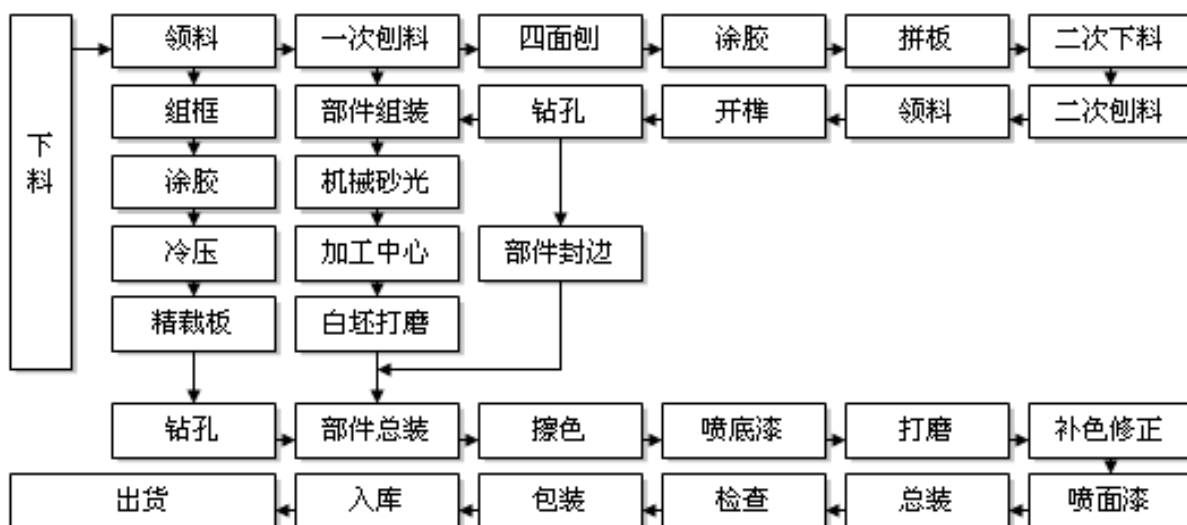 下料
领料 一次刨料 四面刨 涂胶 拼板 二次下料
组框 部件组装 钻孔 开榫 领料 二次刨料
涂胶 机械砂光
冷压 加工中心 部件封边
精裁板 白坯打磨
钻孔 部件总装 擦色 喷底漆 打磨 补色修正
出货 入库 包装 检查 总装 喷面漆